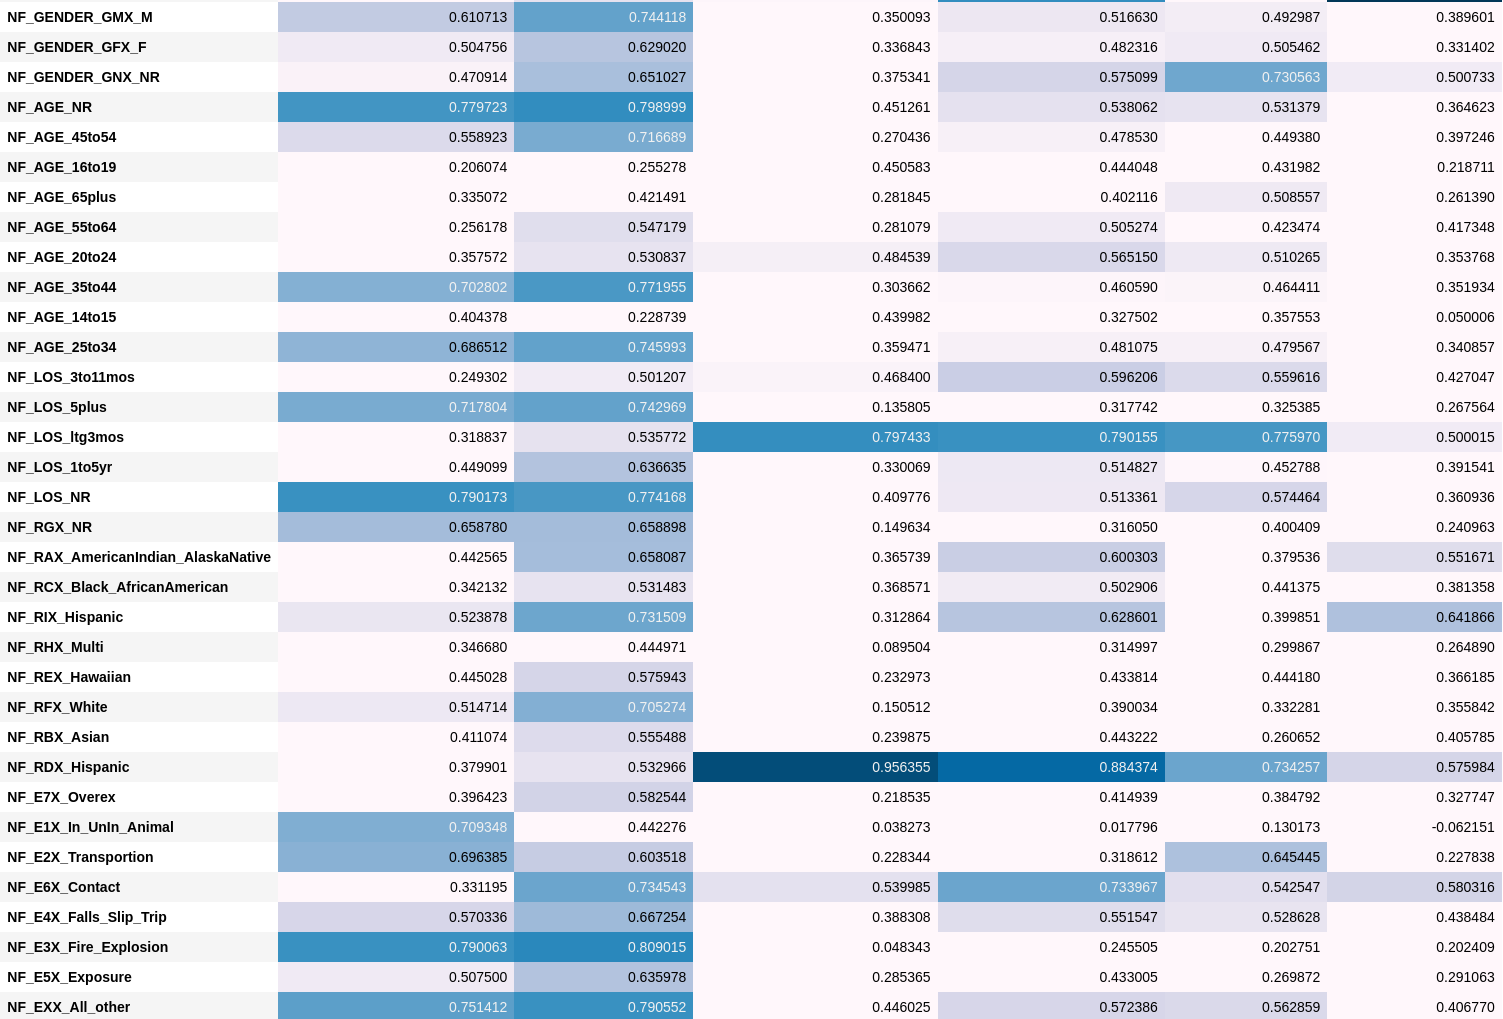 NF_GENDER_GMX_M 0.610713 0.744118 0.350093 0.516630 0.492987 0.389601
NF_GENDER_GFX_F 0.504756 0.629020 0.336843 0.482316 0.505462 0.331402
NF_GENDER_GNX_NR 0.470914 0.651027 0.375341 0.575099 0.730563 0.500733
NF_AGE_NR 0.779723 0.798999 0.451261 0.538062 0.531379 0.364623
NF_AGE_45to54 0.558923 0.716689 0.270436 0.478530 0.449380 0.397246
NF_AGE_16to19 0.206074 0.255278 0.450583 0.444048 0.431982 0.218711
NF_AGE_65plus 0.335072 0.421491 0.281845 0.402116 0.508557 0.261390
NF_AGE_55to64 0.256178 0.547179 0.281079 0.505274 0.423474 0.417348
NF_AGE_20to24 0.357572 0.530837 0.484539 0.565150 0.510265 0.353768
NF_AGE_35to44 0.702802 0.771955 0.303662 0.460590 0.464411 0.351934
NF_AGE_14to15 0.404378 0.228739 0.439982 0.327502 0.357553 0.050006
NF_AGE_25to34 0.686512 0.745993 0.359471 0.481075 0.479567 0.340857
NF_LOS_3to11mos 0.249302 0.501207 0.468400 0.596206 0.559616 0.427047
NF_LOS_5plus 0.717804 0.742969 0.135805 0.317742 0.325385 0.267564
NF_LOS_ltg3mos 0.318837 0.535772 0.797433 0.790155 0.775970 0.500015
NF_LOS_1to5yr 0.449099 0.636635 0.330069 0.514827 0.452788 0.391541
NF_LOS_NR 0.790173 0.774168 0.409776 0.513361 0.574464 0.360936
NF_RGX_NR 0.658780 0.658898 0.149634 0.316050 0.400409 0.240963
NF_RAX_AmericanIndian_AlaskaNative 0.442565 0.658087 0.365739 0.600303 0.379536 0.551671
NF_RCX_Black_AfricanAmerican 0.342132 0.531483 0.368571 0.502906 0.441375 0.381358
NF_RIX_Hispanic 0.523878 0.731509 0.312864 0.628601 0.399851 0.641866
NF_RHX_Multi 0.346680 0.444971 0.089504 0.314997 0.299867 0.264890
NF_REX_Hawaiian 0.445028 0.575943 0.232973 0.433814 0.444180 0.366185
NF_RFX_White 0.514714 0.705274 0.150512 0.390034 0.332281 0.355842
NF_RBX_Asian 0.411074 0.555488 0.239875 0.443222 0.260652 0.405785
NF_RDX_Hispanic 0.379901 0.532966 0.956355 0.884374 0.734257 0.575984
NF_E7X_Overex 0.396423 0.582544 0.218535 0.414939 0.384792 0.327747
NF_E1X_In_UnIn_Animal 0.709348 0.442276 0.038273 0.017796 0.130173 -0.062151
NF_E2X_Transportion 0.696385 0.603518 0.228344 0.318612 0.645445 0.227838
NF_E6X_Contact 0.331195 0.734543 0.539985 0.733967 0.542547 0.580316
NF_E4X_Falls_Slip_Trip 0.570336 0.667254 0.388308 0.551547 0.528628 0.438484
NF_E3X_Fire_Explosion 0.790063 0.809015 0.048343 0.245505 0.202751 0.202409
NF_E5X_Exposure 0.507500 0.635978 0.285365 0.433005 0.269872 0.291063
NF_EXX_All_other 0.751412 0.790552 0.446025 0.572386 0.562859 0.406770